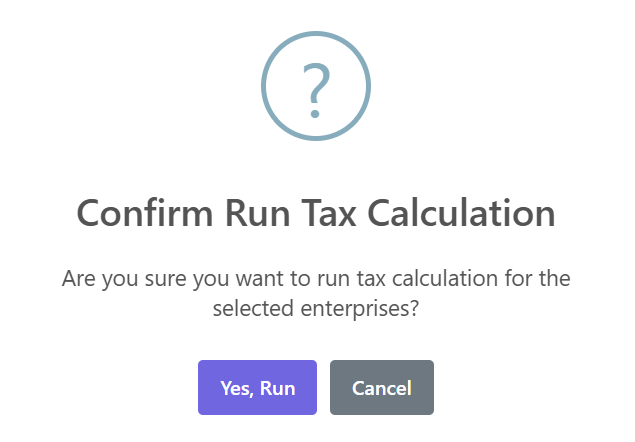 ?
Confirm Run Tax Calculation
Are you sure you want to run tax calculation for the
selected enterprises?
Yes, Run
Cancel